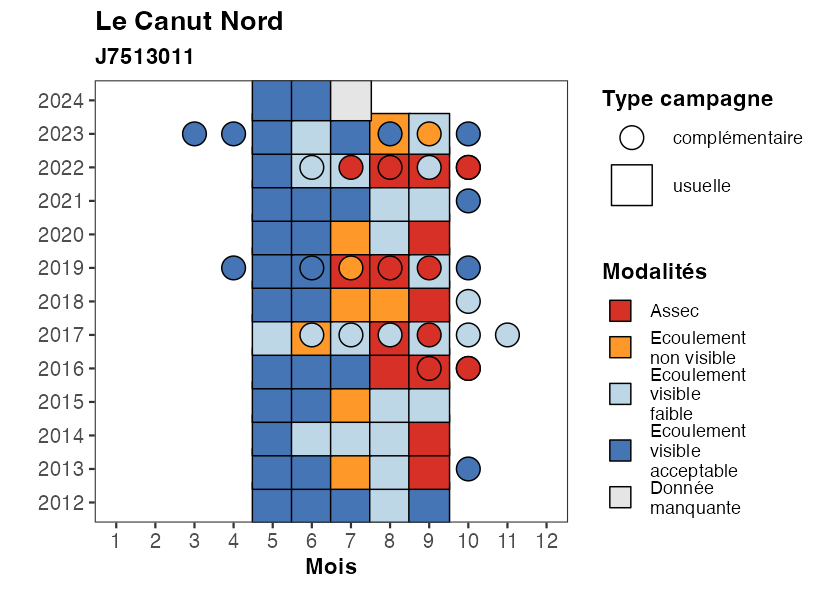 Le Canut Nord
J7513011
2024
2023
2022
2021
2020
2019
2018
2017
2016
2015
2014
2013
2012
1 2 3 4 5 6 7 8 9 10 11 12
Mois
Type campagne
complémentaire
usuelle
Modalités
Assec
Ecoulement
non visible
Ecoulement
visible
faible
Ecoulement
visible
acceptable
Donnée
manquante